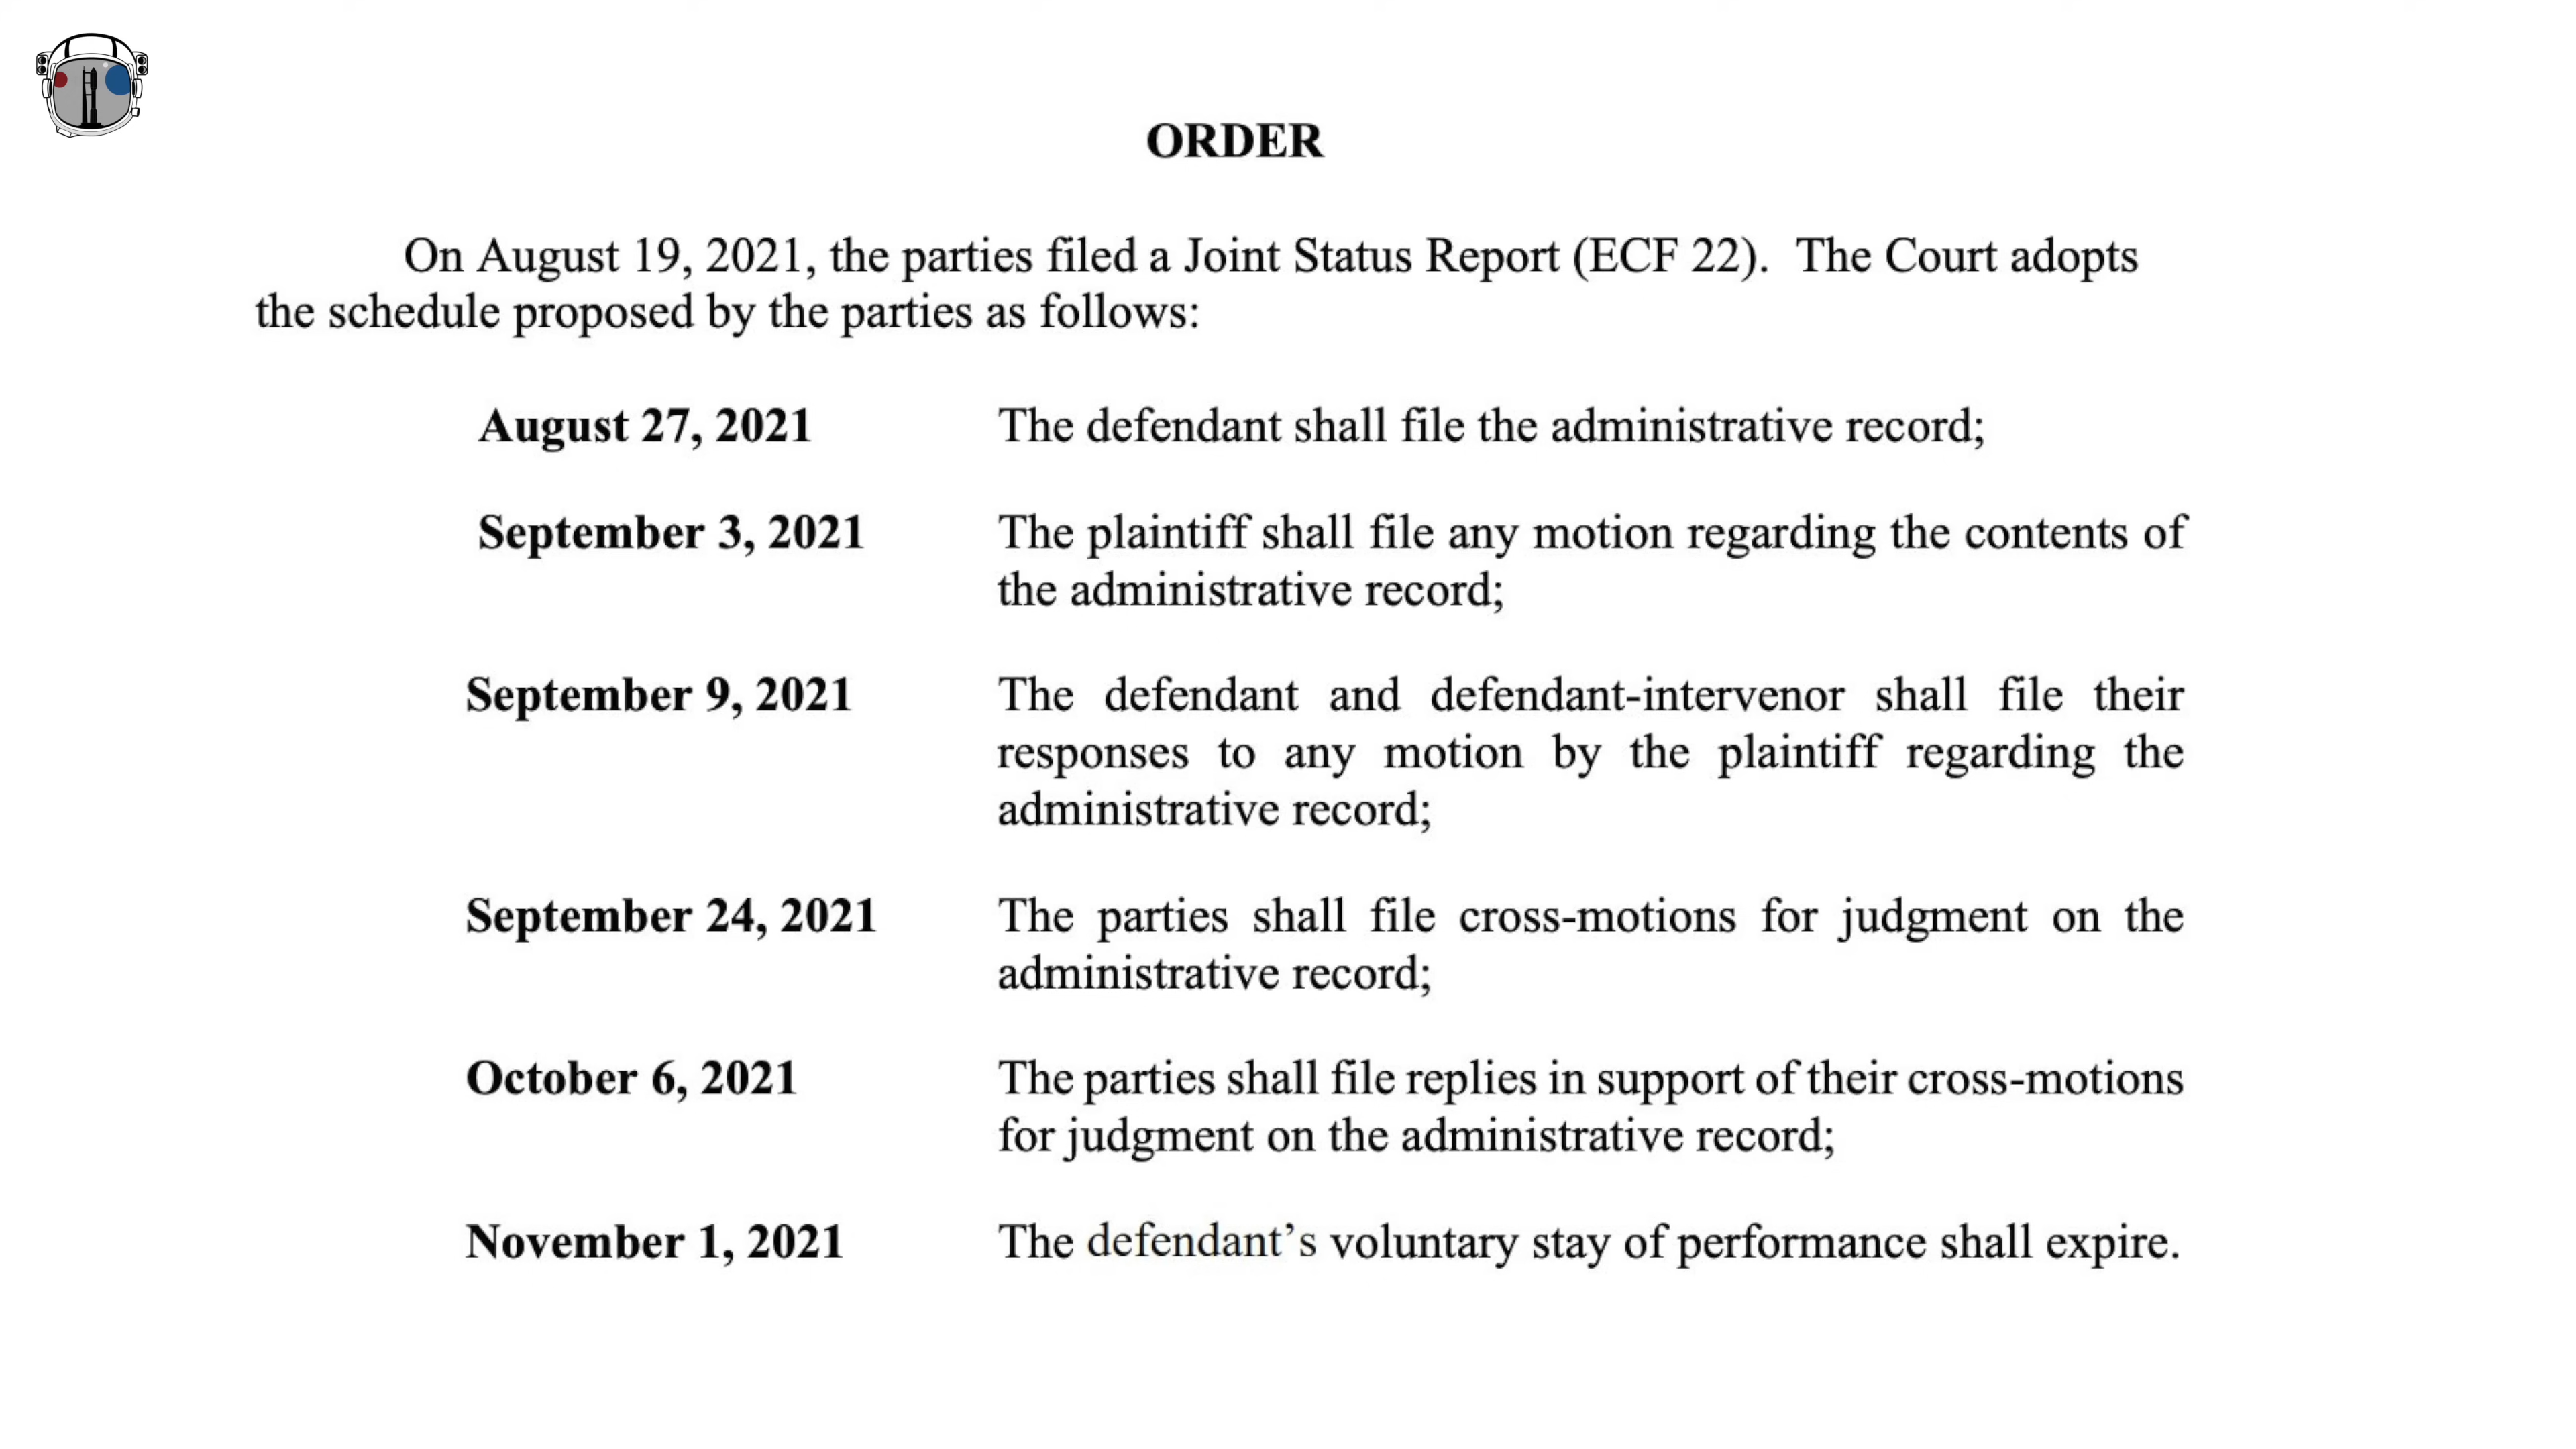 ORDER
On August 19, 2021, the parties filed a Joint Status Report (ECF 22). The Court adopts
the schedule proposed by the parties as follows:
August 27, 2021 The defendant shall file the administrative record;
September 3, 2021 The plaintiff shall file any motion regarding the contents of
the administrative record;
September 9, 2021 The defendant and defendant-intervenor shall file their
responses to any motion by the plaintiff regarding the
administrative record;
September 24, 2021 The parties shall file cross-motions for judgment on the
administrative record;
October 6, 2021 The parties shall file replies in support of their cross-motions
for judgment on the administrative record;
November 1, 2021 The defendant’s voluntary stay of performance shall expire.